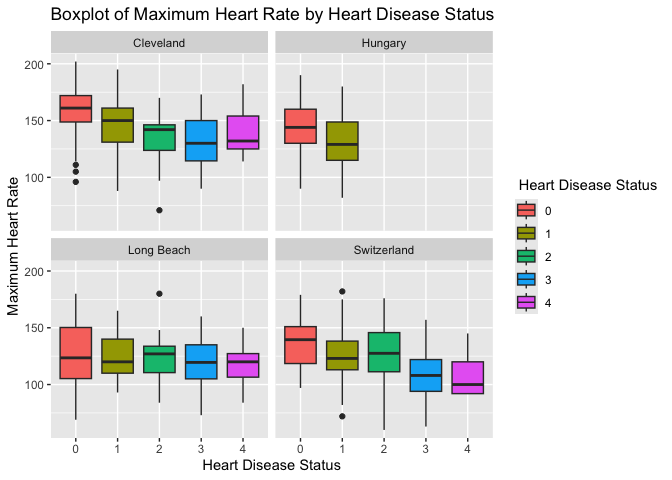 Boxplot of Maximum Heart Rate by Heart Disease Status
Cleveland
Hungary
200
150
100
Long Beach
Switzerland
200
150
100
0 1 2 3 4
0 1 2 3 4
Maximum Heart Rate
Heart Disease Status
Heart Disease Status
0
1
2
3
4